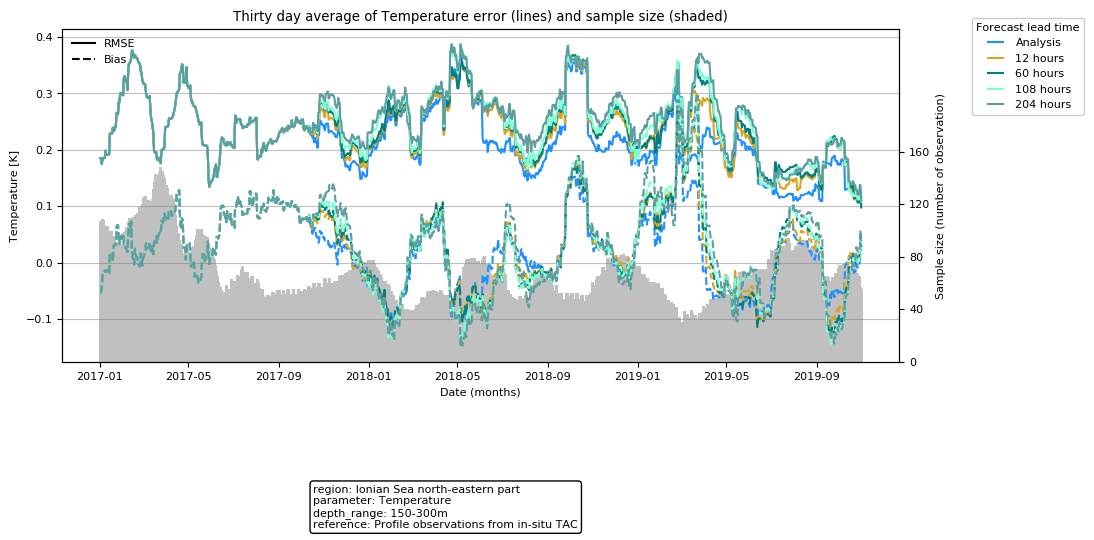 Thirty day average of Temperature error (lines) and sample size (shaded)
Forecast lead time
Analysis
12 hours
60 hours
108 hours
204 hours
RMSE
Bias
Temperature [K]
0.4
0.3
0.2
0.1
0.0
−0.1
Sample size (number of observation)
160
120
80
40
0
2017-01
2017-05
2017-09
2018-01
2018-05
2018-09
2019-01
2019-05
2019-09
Date (months)
region: Ionian Sea north-eastern part
parameter: Temperature
depth_range: 150-300m
reference: Profile observations from in-situ TAC